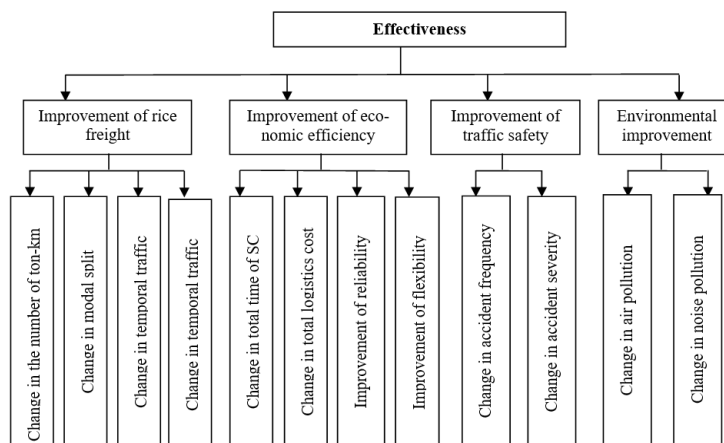 Effectiveness
Improvement of rice
freight
Improvement of eco-
nomic efficiency
Improvement of
traffic safety
Environmental
improvement
Change in the number of ton-km
Change in modal split
Change in temporal traffic
Change in temporal traffic
Change in total time of SC
Change in total logistics cost
Improvement of reliability
Improvement of flexibility
Change in accident frequency
Change in accident severity
Change in air pollution
Change in noise pollution